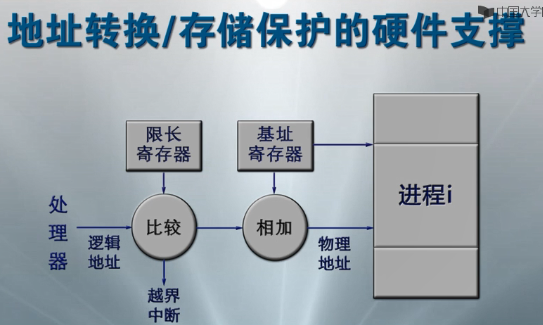 中国大学
地址转换/存储保护的硬件支撑
限长
寄存器
基址
寄存器
处
理
器
逻辑
地址
比较
相加
物理
地址
进程i
越界
中断